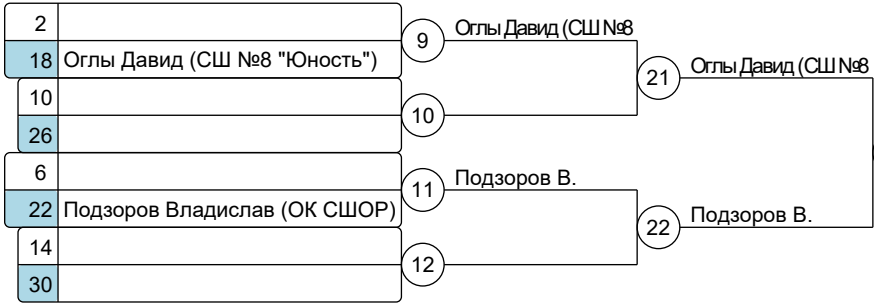 2
18 Оглы Давид (СШ №8 "Юность")
9
Оглы Давид (СШ №8
10
26
10
21
Оглы Давид (СШ №8
6
22 Подзоров Владислав (ОК СШОР)
11
Подзоров В.
14
30
12
22
Подзоров В.